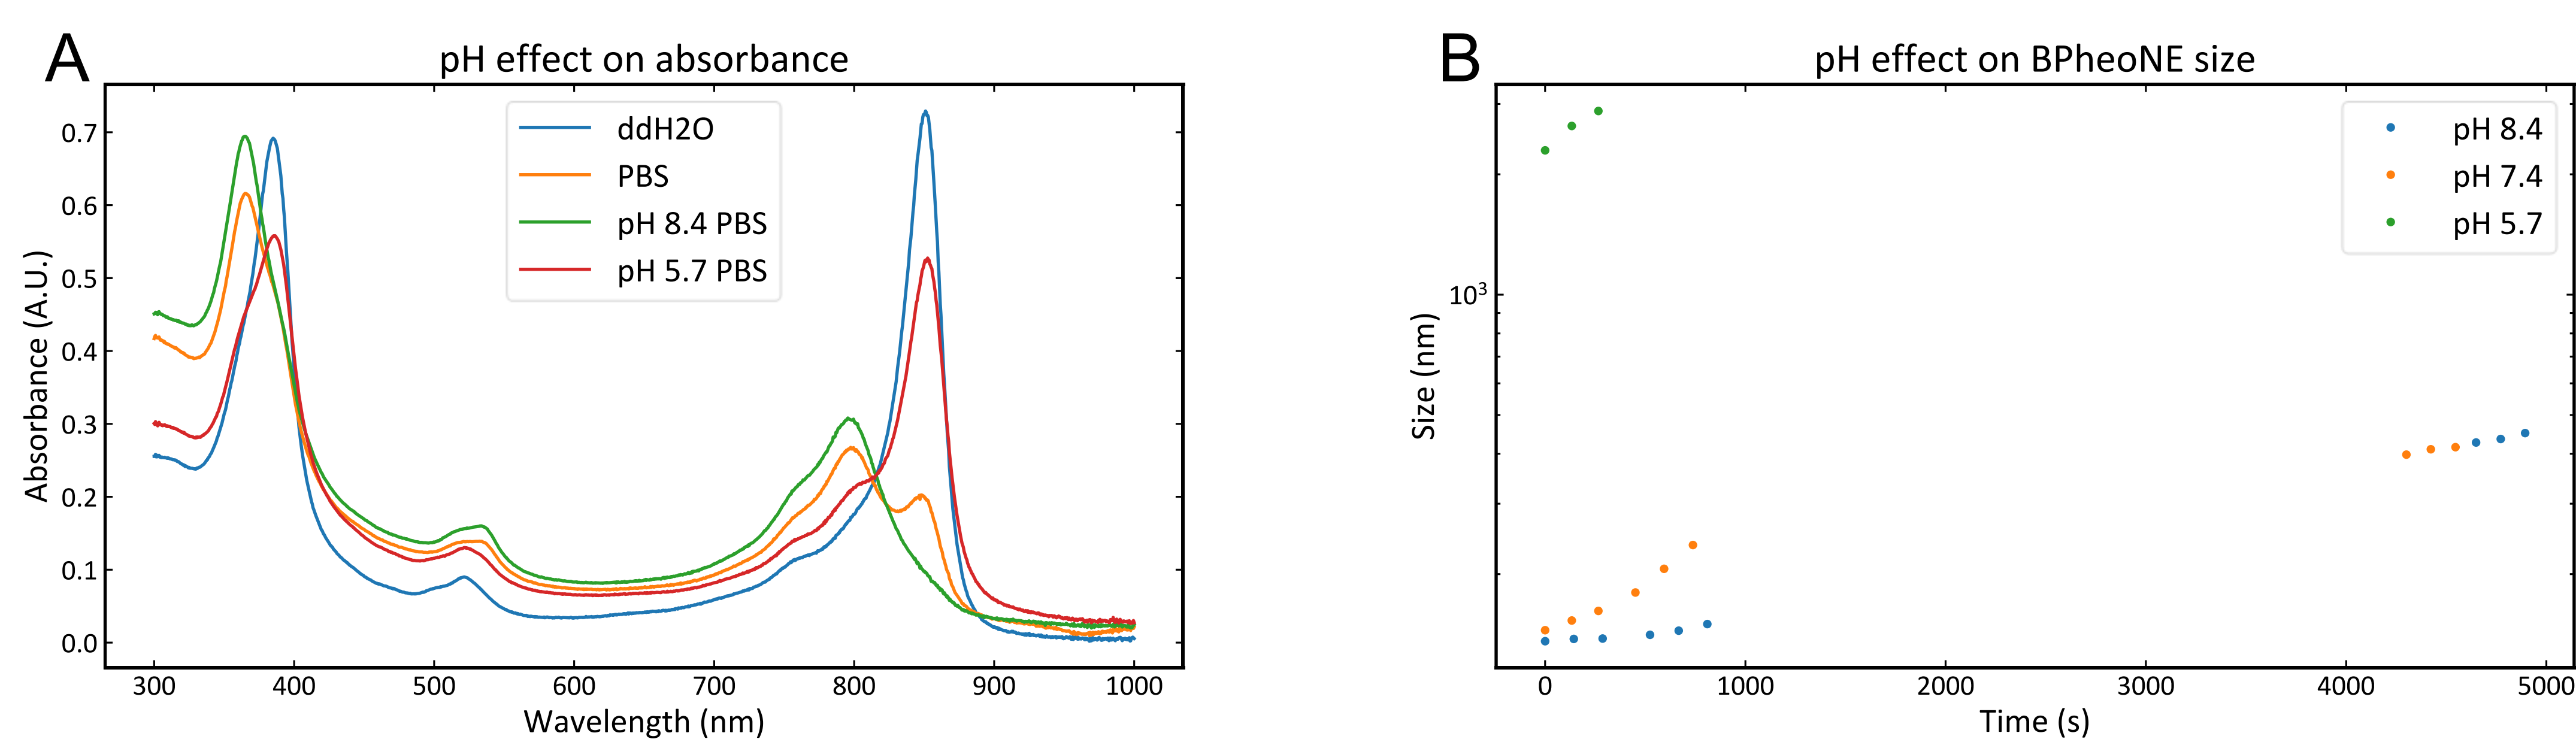 A
pH effect on absorbance
ddH2O
PBS
pH 8.4 PBS
pH 5.7 PBS
Absorbance (A.U.)
0.7
0.6
0.5
0.4
0.3
0.2
0.1
0.0
300 400 500 600 700 800 900 1000
Wavelength (nm)
B
pH effect on BPheoNE size
pH 8.4
pH 7.4
pH 5.7
Size (nm)
10³
0 1000 2000 3000 4000 5000
Time (s)